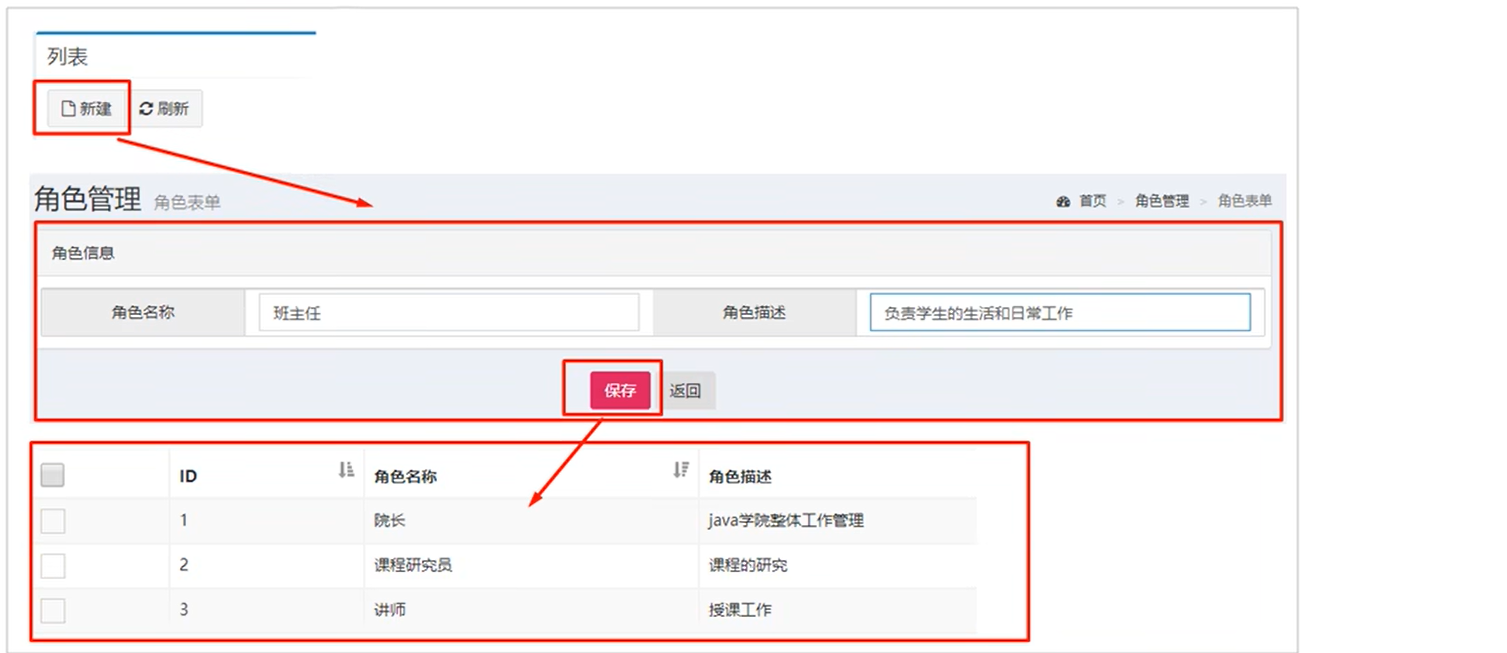 列表
新建 刷新
角色管理 角色表单 首页 > 角色管理 > 角色表单
角色信息
角色名称 班主任 角色描述 负责学生的生活和日常工作
保存 返回
ID 角色名称 角色描述
1 院长 java学院整体工作管理
2 课程研究员 课程的研究
3 讲师 授课工作